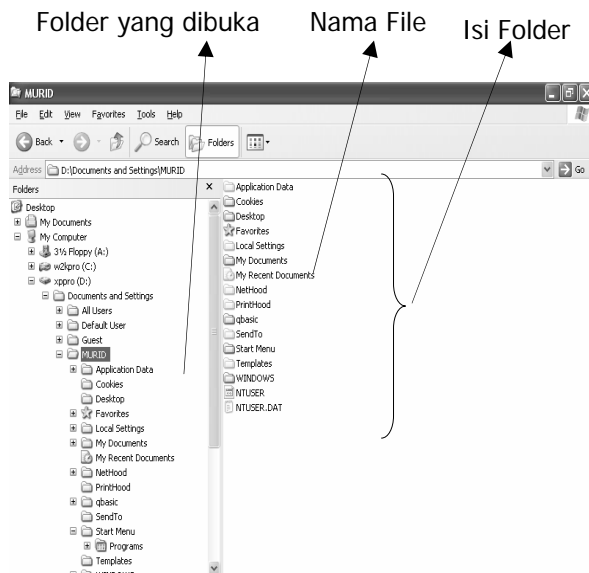 Folder yang dibuka Nama File Isi Folder
MURID
File Edit View Favorites Tools Help
Back Search Folders
Address D:\Documents and Settings\MURID Go
Folders
Desktop
My Documents
My Computer
3½ Floppy (A:)
w2kpro (C:)
xppro (D:)
Documents and Settings
All Users
Default User
Guest
MURID
Application Data
Cookies
Desktop
Favorites
Local Settings
My Documents
My Recent Documents
NetHood
PrintHood
qbasic
SendTo
Start Menu
Programs
Templates
Application Data
Cookies
Desktop
Favorites
Local Settings
My Documents
My Recent Documents
NetHood
PrintHood
qbasic
SendTo
Start Menu
Templates
WINDOWS
NTUSER
NTUSER.DAT